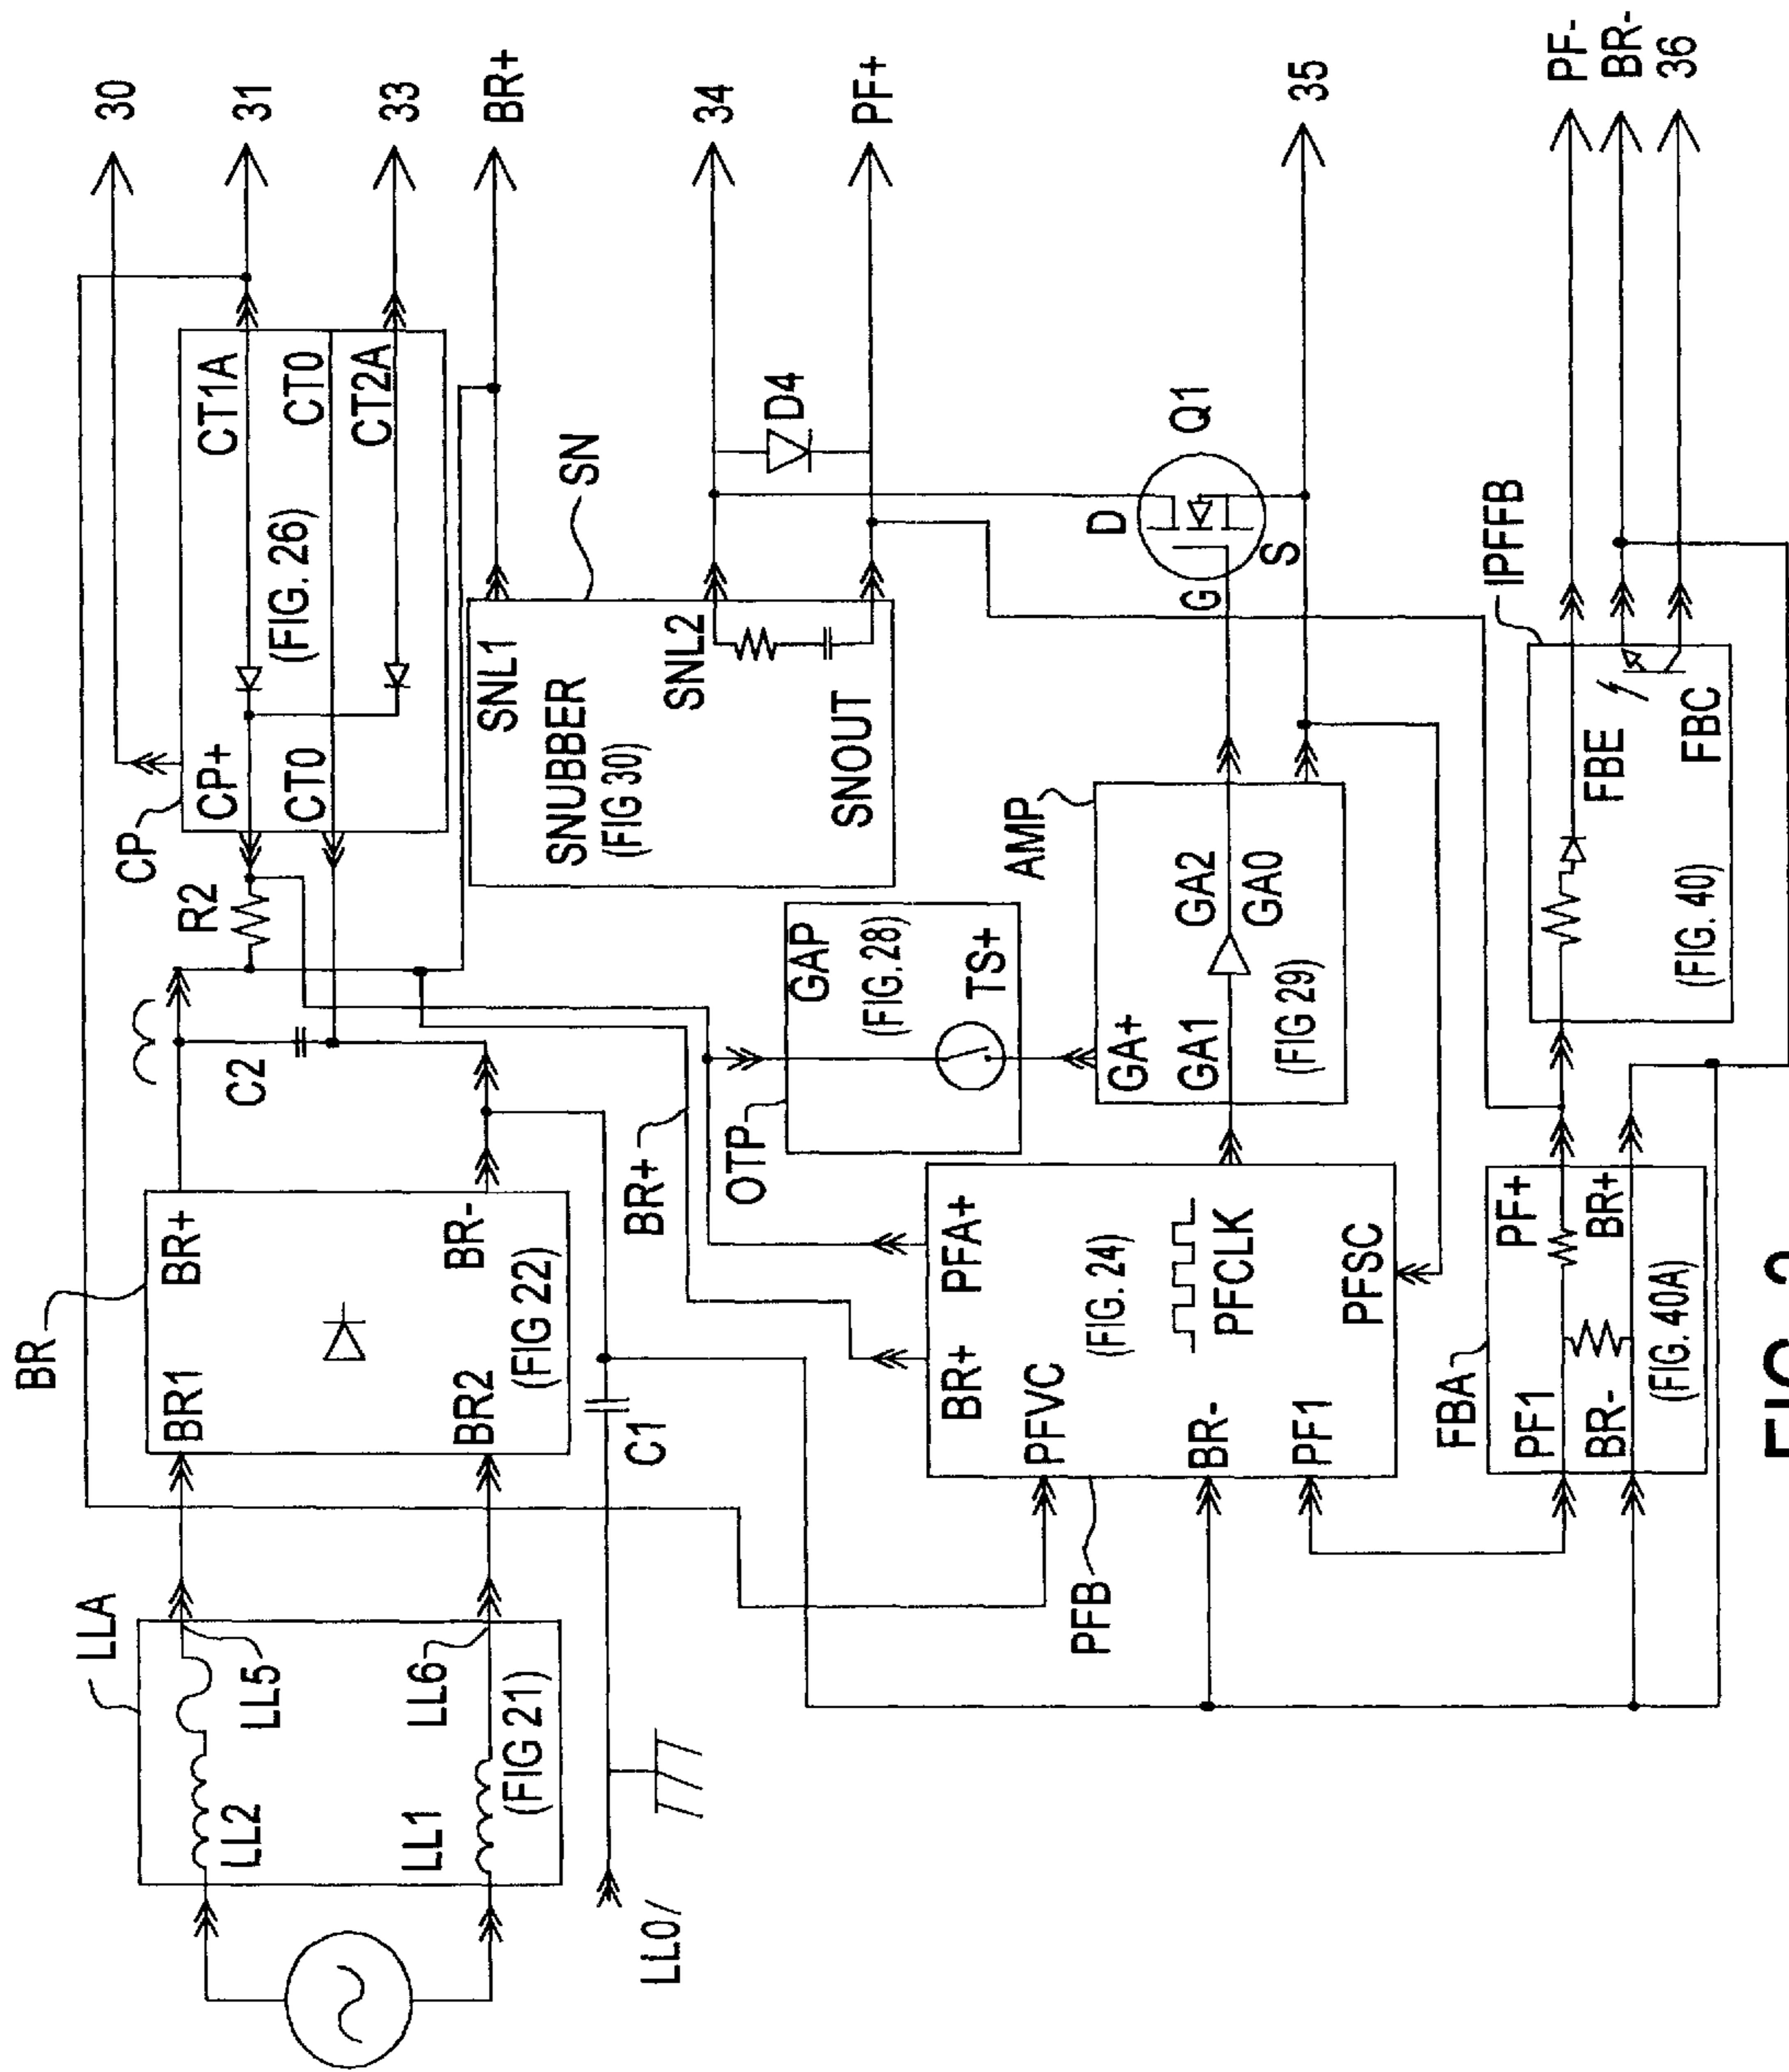 30
31
33
BR+
34
PF+
35
PF-
BR-
36
CP
CP+
CT0
CT1A
CT0
CT2A
(FIG. 26)
R2
C2
BR
BR1
BR+
BR2
BR-
(FIG 22)
LLA
LL2
LL5
LL1
LL6
(FIG 21)
LL0/
C1
SN
SNL1
SNUBBER
(FIG 30)
SNL2
SNOUT
D4
Q1
D
G
S
BR+
OTP
GAP
(FIG. 28)
TS+
AMP
GA+
GA1
GA2
GA0
(FIG 29)
PFB
BR+
PFA+
PFVC
(FIG. 24)
BR-
PFCLK
PF1
PFSC
FBA
PF1
PF+
BR-
BR+
(FIG. 40A)
IPFFB
FBE
FBC
(FIG. 40)